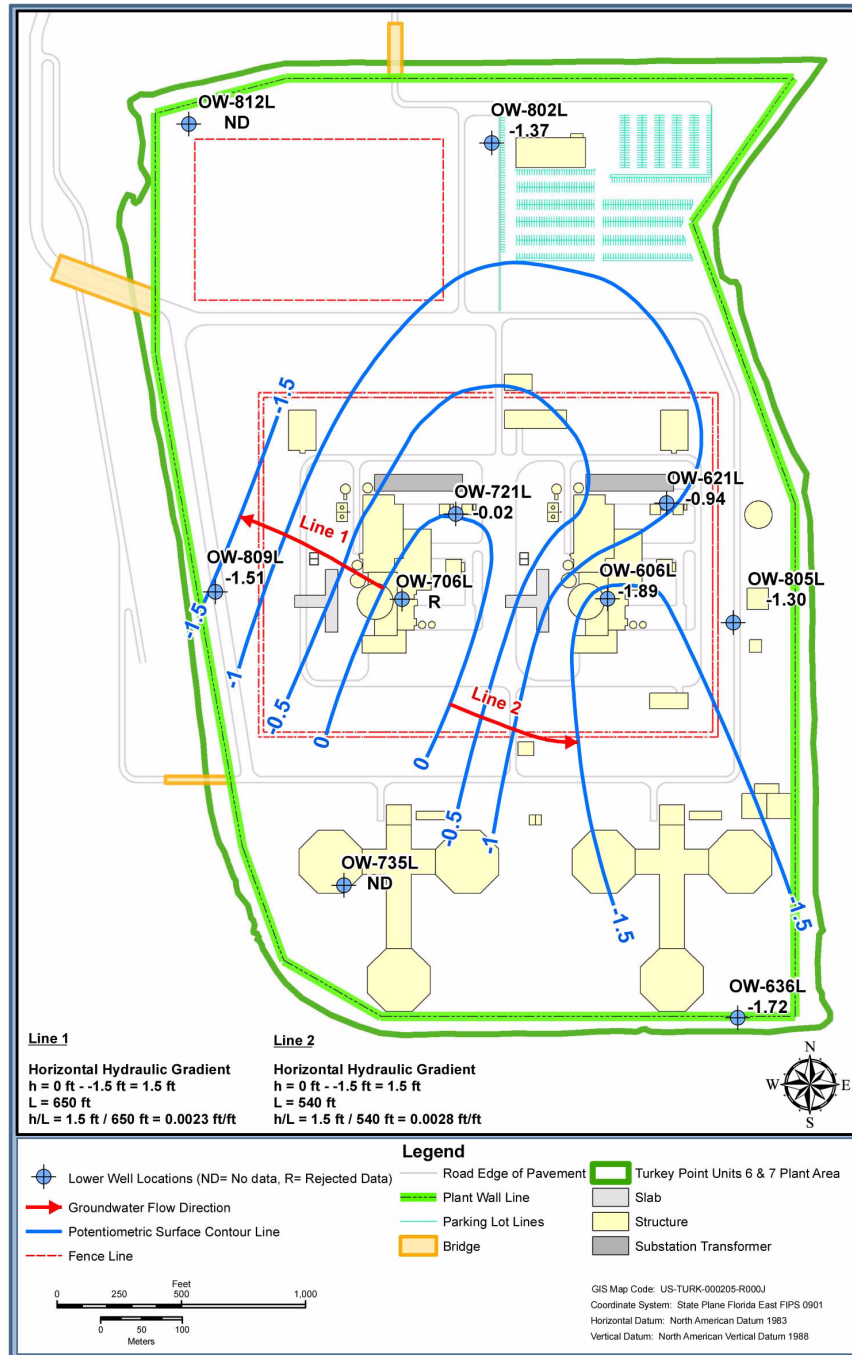 OW-812L
ND
OW-802L
-1.37
-1.5
OW-721L
-0.02
OW-621L
-0.94
Line 1
OW-809L
-1.51
OW-706L
R
OW-606L
-1.89
OW-805L
-1.30
-1.5
-1
-0.5
0
Line 2
0
-0.5
-1
OW-735L
ND
-1.5
-1.5
OW-636L
-1.72
Line 1
Horizontal Hydraulic Gradient
h = 0 ft - -1.5 ft = 1.5 ft
L = 650 ft
h/L = 1.5 ft / 650 ft = 0.0023 ft/ft
Line 2
Horizontal Hydraulic Gradient
h = 0 ft - -1.5 ft = 1.5 ft
L = 540 ft
h/L = 1.5 ft / 540 ft = 0.0028 ft/ft
N
W E
S
Legend
Lower Well Locations (ND= No data, R= Rejected Data)
Groundwater Flow Direction
Potentiometric Surface Contour Line
Fence Line
Road Edge of Pavement
Plant Wall Line
Parking Lot Lines
Bridge
Turkey Point Units 6 & 7 Plant Area
Slab
Structure
Substation Transformer
Feet
0 250 500 1,000
0 50 100
Meters
GIS Map Code: US-TURK-000205-R000J
Coordinate System: State Plane Florida East FIPS 0901
Horizontal Datum: North American Datum 1983
Vertical Datum: North American Vertical Datum 1988